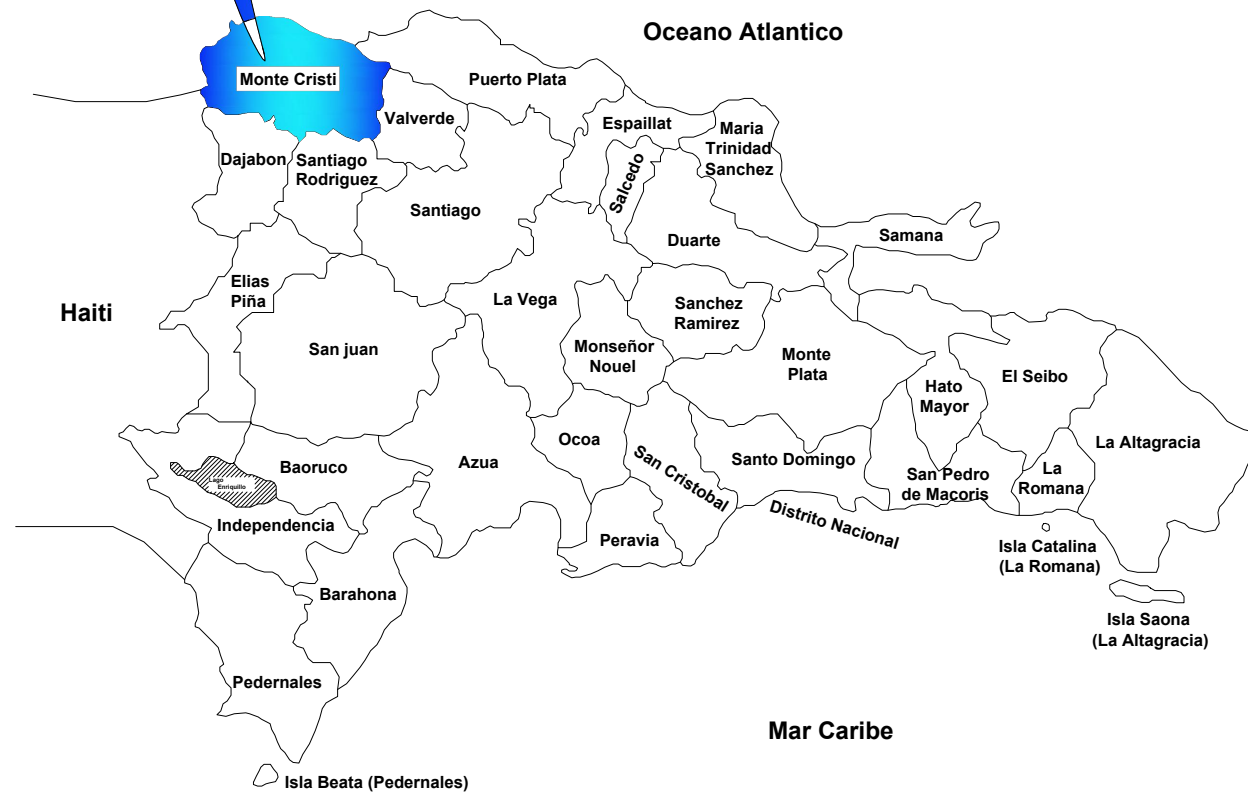 Oceano Atlantico
Monte Cristi
Puerto Plata
Valverde
Espaillat
Maria
Trinidad
Sanchez
Dajabon
Santiago
Rodriguez
Salcedo
Santiago
Duarte
Samana
Elias
Piña
Haiti
La Vega
Sanchez
Ramirez
San juan
Monseñor
Nouel
Monte
Plata
El Seibo
Hato
Mayor
Ocoa
La Altagracia
Baoruco
Azua
San Cristobal
Santo Domingo
San Pedro
de Macoris
La
Romana
Lago
Enriquillo
Independencia
Distrito Nacional
Peravia
Isla Catalina
(La Romana)
Barahona
Isla Saona
(La Altagracia)
Pedernales
Mar Caribe
Isla Beata (Pedernales)